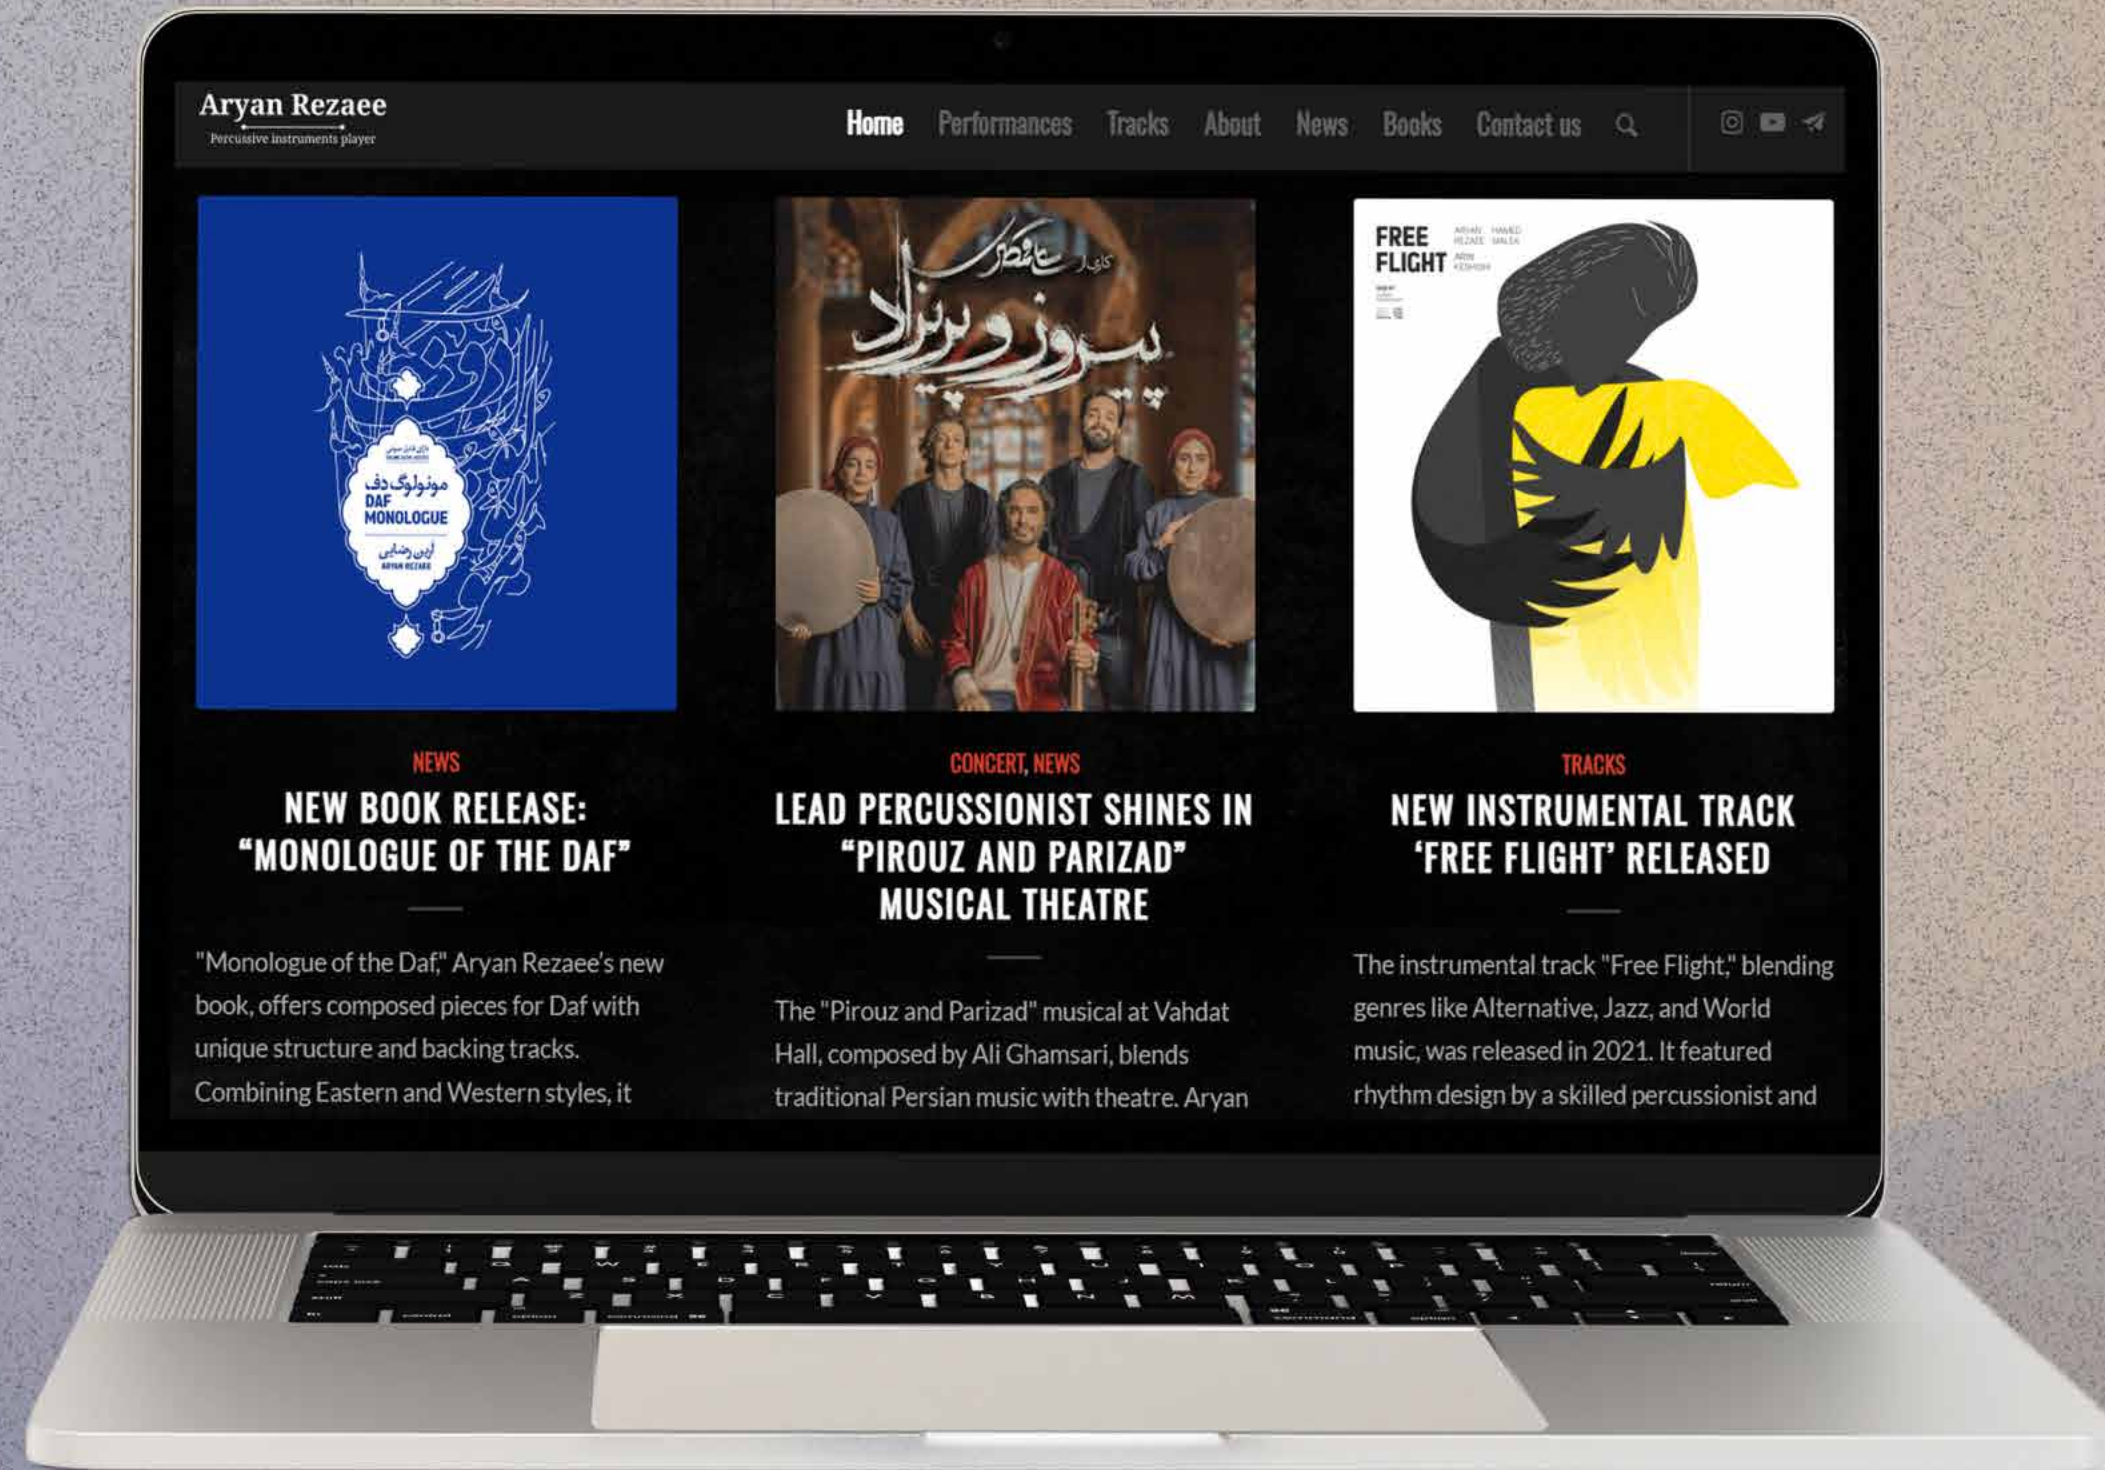 Aryan Rezaee
Percussive instruments player
Home Performances Tracks About News Books Contact us
مونولوگ دف
DAF
MONOLOGUE
آرین رضایی
ARYAN REZAEE
کاری از
پیروز و پریزاد
FREE
FLIGHT
ARYAN REZAEE
HAMED MALEK
NEWS
NEW BOOK RELEASE:
“MONOLOGUE OF THE DAF”
"Monologue of the Daf," Aryan Rezaee's new
book, offers composed pieces for Daf with
unique structure and backing tracks.
Combining Eastern and Western styles, it
CONCERT, NEWS
LEAD PERCUSSIONIST SHINES IN
“PIROUZ AND PARIZAD”
MUSICAL THEATRE
The "Pirouz and Parizad" musical at Vahdat
Hall, composed by Ali Ghamsari, blends
traditional Persian music with theatre. Aryan
TRACKS
NEW INSTRUMENTAL TRACK
‘FREE FLIGHT’ RELEASED
The instrumental track "Free Flight," blending
genres like Alternative, Jazz, and World
music, was released in 2021. It featured
rhythm design by a skilled percussionist and